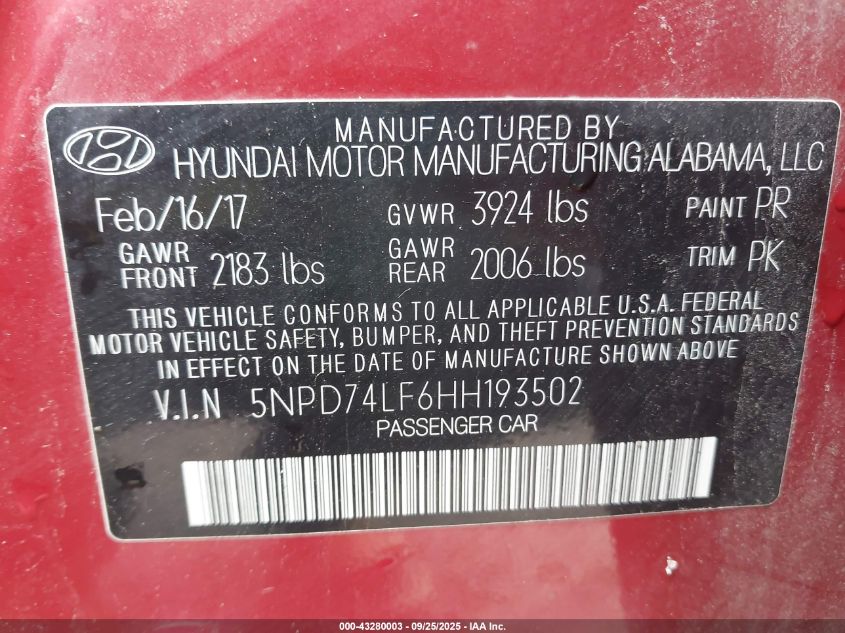 MANUFACTURED BY
HYUNDAI MOTOR MANUFACTURING ALABAMA, LLC
Feb/16/17 GVWR 3924 lbs PAINT PR
GAWR FRONT 2183 lbs GAWR REAR 2006 lbs TRIM PK
THIS VEHICLE CONFORMS TO ALL APPLICABLE U.S.A. FEDERAL
MOTOR VEHICLE SAFETY, BUMPER, AND THEFT PREVENTION STANDARDS
IN EFFECT ON THE DATE OF MANUFACTURE SHOWN ABOVE
V.I.N 5NPD74LF6HH193502
PASSENGER CAR
000-43280003 - 09/25/2025 - IAA Inc.